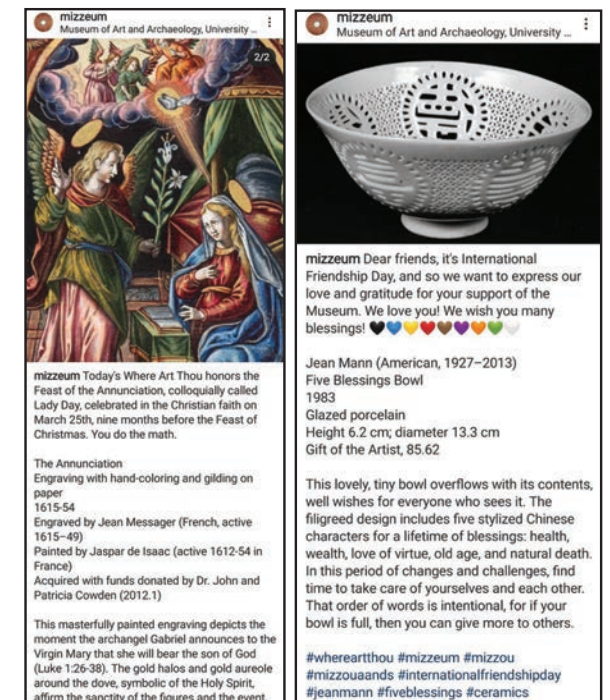 mizzeum
Museum of Art and Archaeology, University ...
2/2
mizzeum Today's Where Art Thou honors the
Feast of the Annunciation, colloquially called
Lady Day, celebrated in the Christian faith on
March 25th, nine months before the Feast of
Christmas. You do the math.
The Annunciation
Engraving with hand-coloring and gilding on
paper
1615-54
Engraved by Jean Messager (French, active
1615–49)
Painted by Jaspar de Isaac (active 1612-54 in
France)
Acquired with funds donated by Dr. John and
Patricia Cowden (2012.1)
This masterfully painted engraving depicts the
moment the archangel Gabriel announces to the
Virgin Mary that she will bear the son of God
(Luke 1:26-38). The gold halos and gold aureole
around the dove, symbolic of the Holy Spirit,
affirm the sanctity of the figures and the event.
mizzeum
Museum of Art and Archaeology, University ...
mizzeum Dear friends, it's International
Friendship Day, and so we want to express our
love and gratitude for your support of the
Museum. We love you! We wish you many
blessings! 🖤💙💛❤️🤎💜🧡💚🤍
Jean Mann (American, 1927–2013)
Five Blessings Bowl
1983
Glazed porcelain
Height 6.2 cm; diameter 13.3 cm
Gift of the Artist, 85.62
This lovely, tiny bowl overflows with its contents,
well wishes for everyone who sees it. The
filigreed design includes five stylized Chinese
characters for a lifetime of blessings: health,
wealth, love of virtue, old age, and natural death.
In this period of changes and challenges, find
time to take care of yourselves and each other.
That order of words is intentional, for if your
bowl is full, then you can give more to others.
#whereartthou #mizzeum #mizzou
#mizzouaands #internationalfriendshipday
#jeanmann #fiveblessings #ceramics